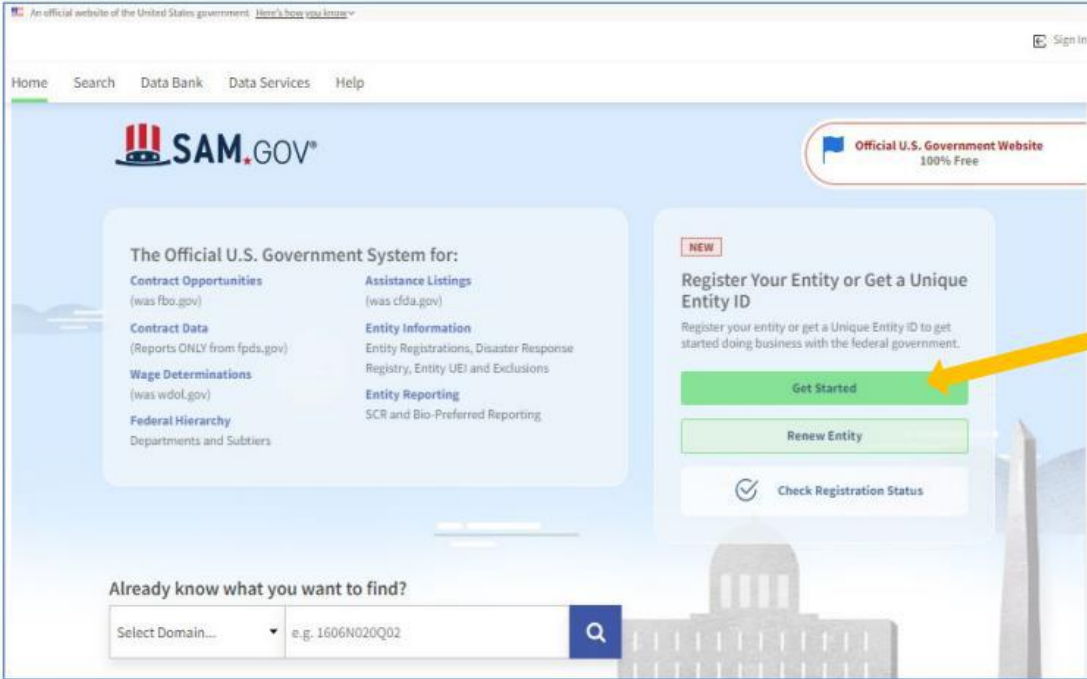 An official website of the United States government Here's how you know
Sign In
Home Search Data Bank Data Services Help
SAM.GOV®
Official U.S. Government Website
100% Free
The Official U.S. Government System for:
Contract Opportunities
(was fbo.gov)
Contract Data
(Reports ONLY from fpds.gov)
Wage Determinations
(was wdol.gov)
Federal Hierarchy
Departments and Subtiers
Assistance Listings
(was cfda.gov)
Entity Information
Entity Registrations, Disaster Response
Registry, Entity UEI and Exclusions
Entity Reporting
SCR and Bio-Preferred Reporting
NEW
Register Your Entity or Get a Unique
Entity ID
Register your entity or get a Unique Entity ID to get
started doing business with the federal government.
Get Started
Renew Entity
Check Registration Status
Already know what you want to find?
Select Domain... e.g. 1606N020Q02